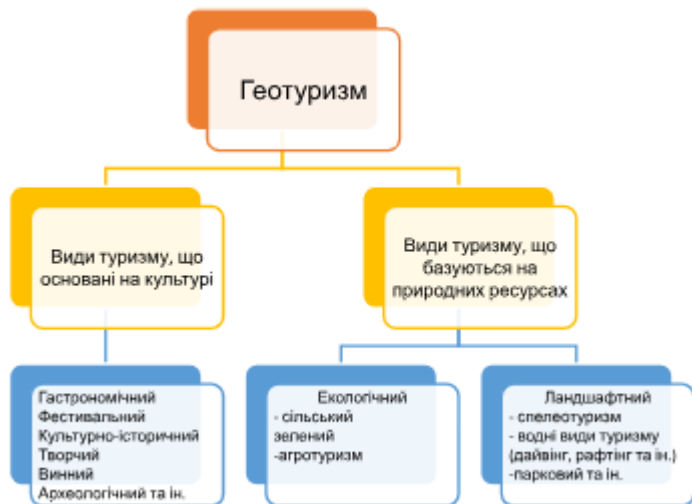 Геотуризм
Види туризму, що
основані на культурі
Види туризму, що
базуються на
природних ресурсах
Гастрономічний
Фестивальний
Культурно-історичний
Творчий
Винний
Археологічний та ін.
Екологічний
- сільський
зелений
-агротуризм
Ландшафтний
- спелеотуризм
- водні види туризму
(дайвінг, рафтінг та ін.)
-парковий та ін.